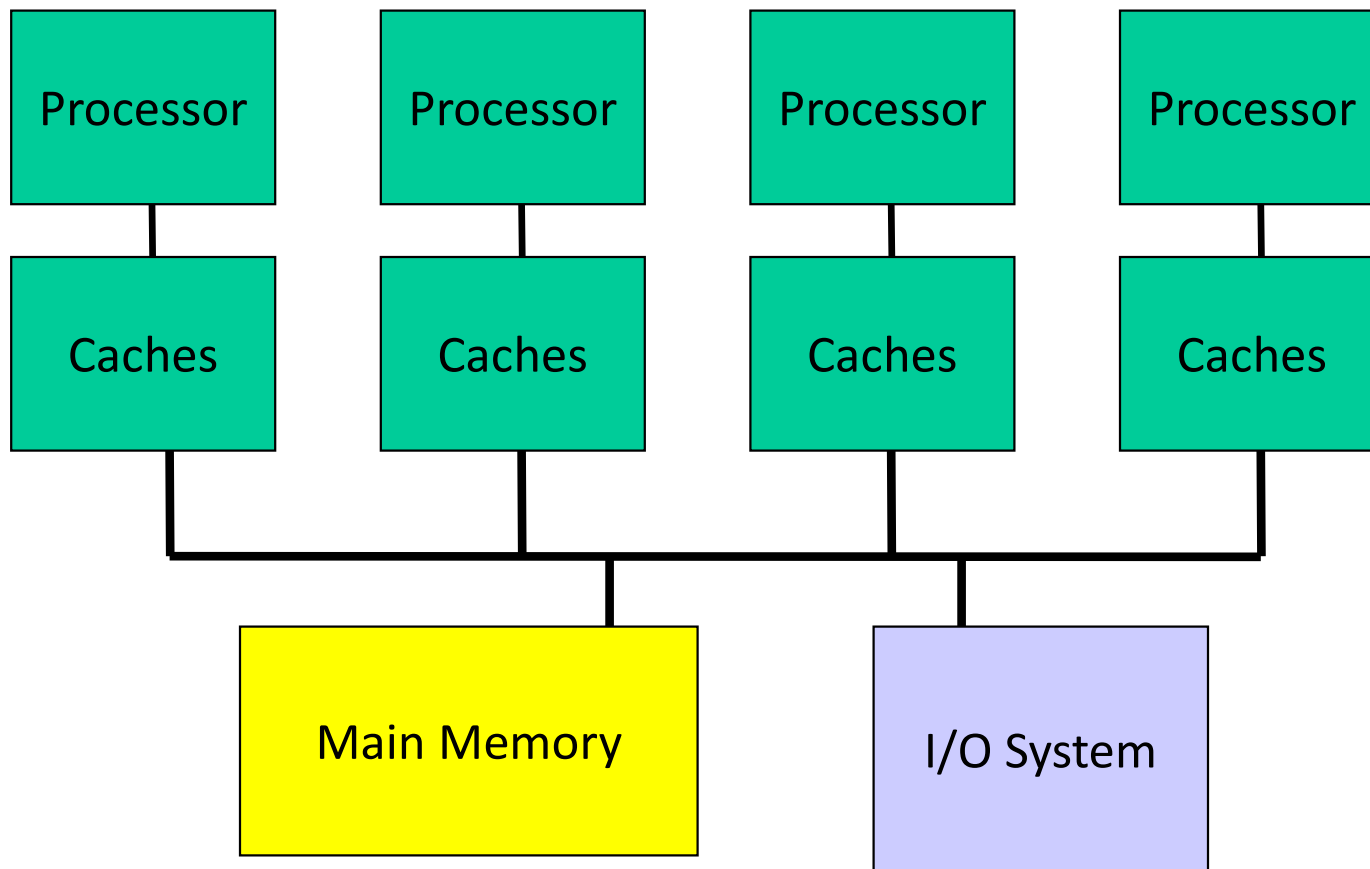 Processor
Processor
Processor
Processor
Caches
Caches
Caches
Caches
Main Memory
I/O System